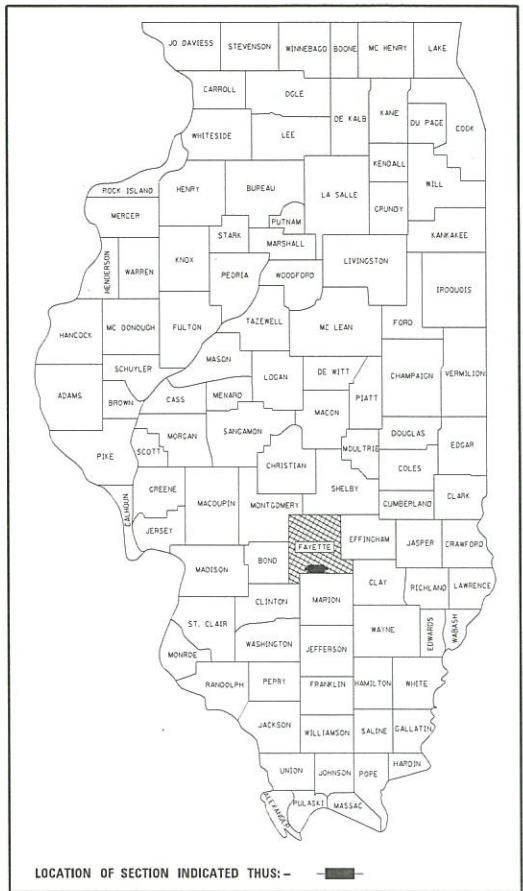 JO DAVIESS STEVENSON WINNEBAGO BOONE MC HENRY LAKE
CARROLL OGLE
DE KALB KANE DU PAGE COOK
WHITESIDE LEE
KENDALL
WILL
ROCK ISLAND HENRY BUREAU LA SALLE
GRUNDY
MERCER PUTNAM
STARK KANKAKEE
MARSHALL
HENDERSON WARREN KNOX LIVINGSTON
PEORIA WOODFORD
IROQUOIS
HANCOCK MC DONOUGH FULTON TAZEWELL MC LEAN FORD
MASON
SCHUYLER DE WITT
LOGAN CHAMPAIGN VERMILION
ADAMS BROWN CASS MENARD PIATT
MACON
MORGAN SANGAMON DOUGLAS
PIKE SCOTT MOULTRIE EDGAR
CHRISTIAN COLES
GREENE SHELBY
CALHOUN MACOUPIN MONTGOMERY CUMBERLAND CLARK
JERSEY
FAYETTE EFFINGHAM JASPER CRAWFORD
MADISON BOND
CLAY
CLINTON MARION RICHLAND LAWRENCE
ST. CLAIR WAYNE EDWARDS WABASH
WASHINGTON JEFFERSON
MONROE
RANDOLPH PERRY FRANKLIN HAMILTON WHITE
JACKSON WILLIAMSON SALINE GALLATIN
UNION JOHNSON POPE HARDIN
ALEXANDER PULASKI MASSAC
LOCATION OF SECTION INDICATED THUS: –